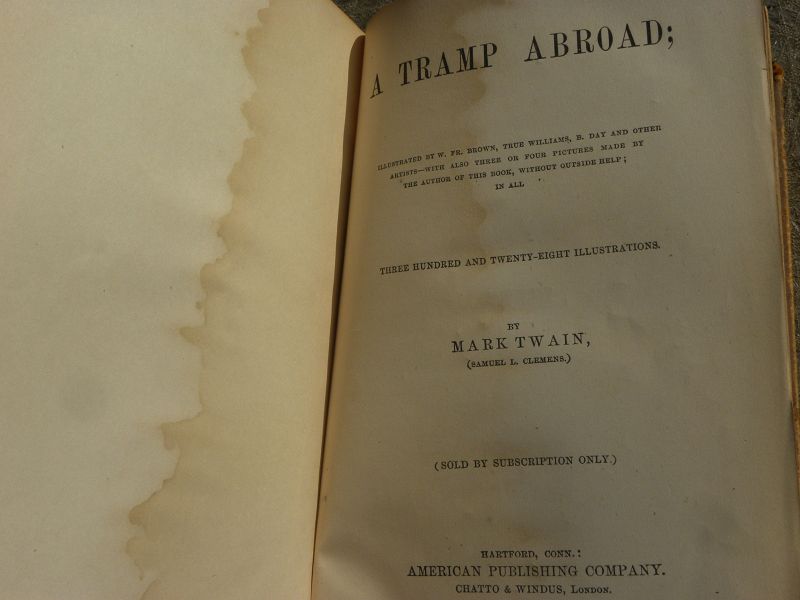 A TRAMP ABROAD;
ILLUSTRATED BY W. FR. BROWN, TRUE WILLIAMS, B. DAY AND OTHER
ARTISTS—WITH ALSO THREE OR FOUR PICTURES MADE BY
THE AUTHOR OF THIS BOOK, WITHOUT OUTSIDE HELP;
IN ALL
THREE HUNDRED AND TWENTY-EIGHT ILLUSTRATIONS.
BY
MARK TWAIN,
(SAMUEL L. CLEMENS.)
(SOLD BY SUBSCRIPTION ONLY.)
HARTFORD, CONN.:
AMERICAN PUBLISHING COMPANY.
CHATTO & WINDUS, LONDON.